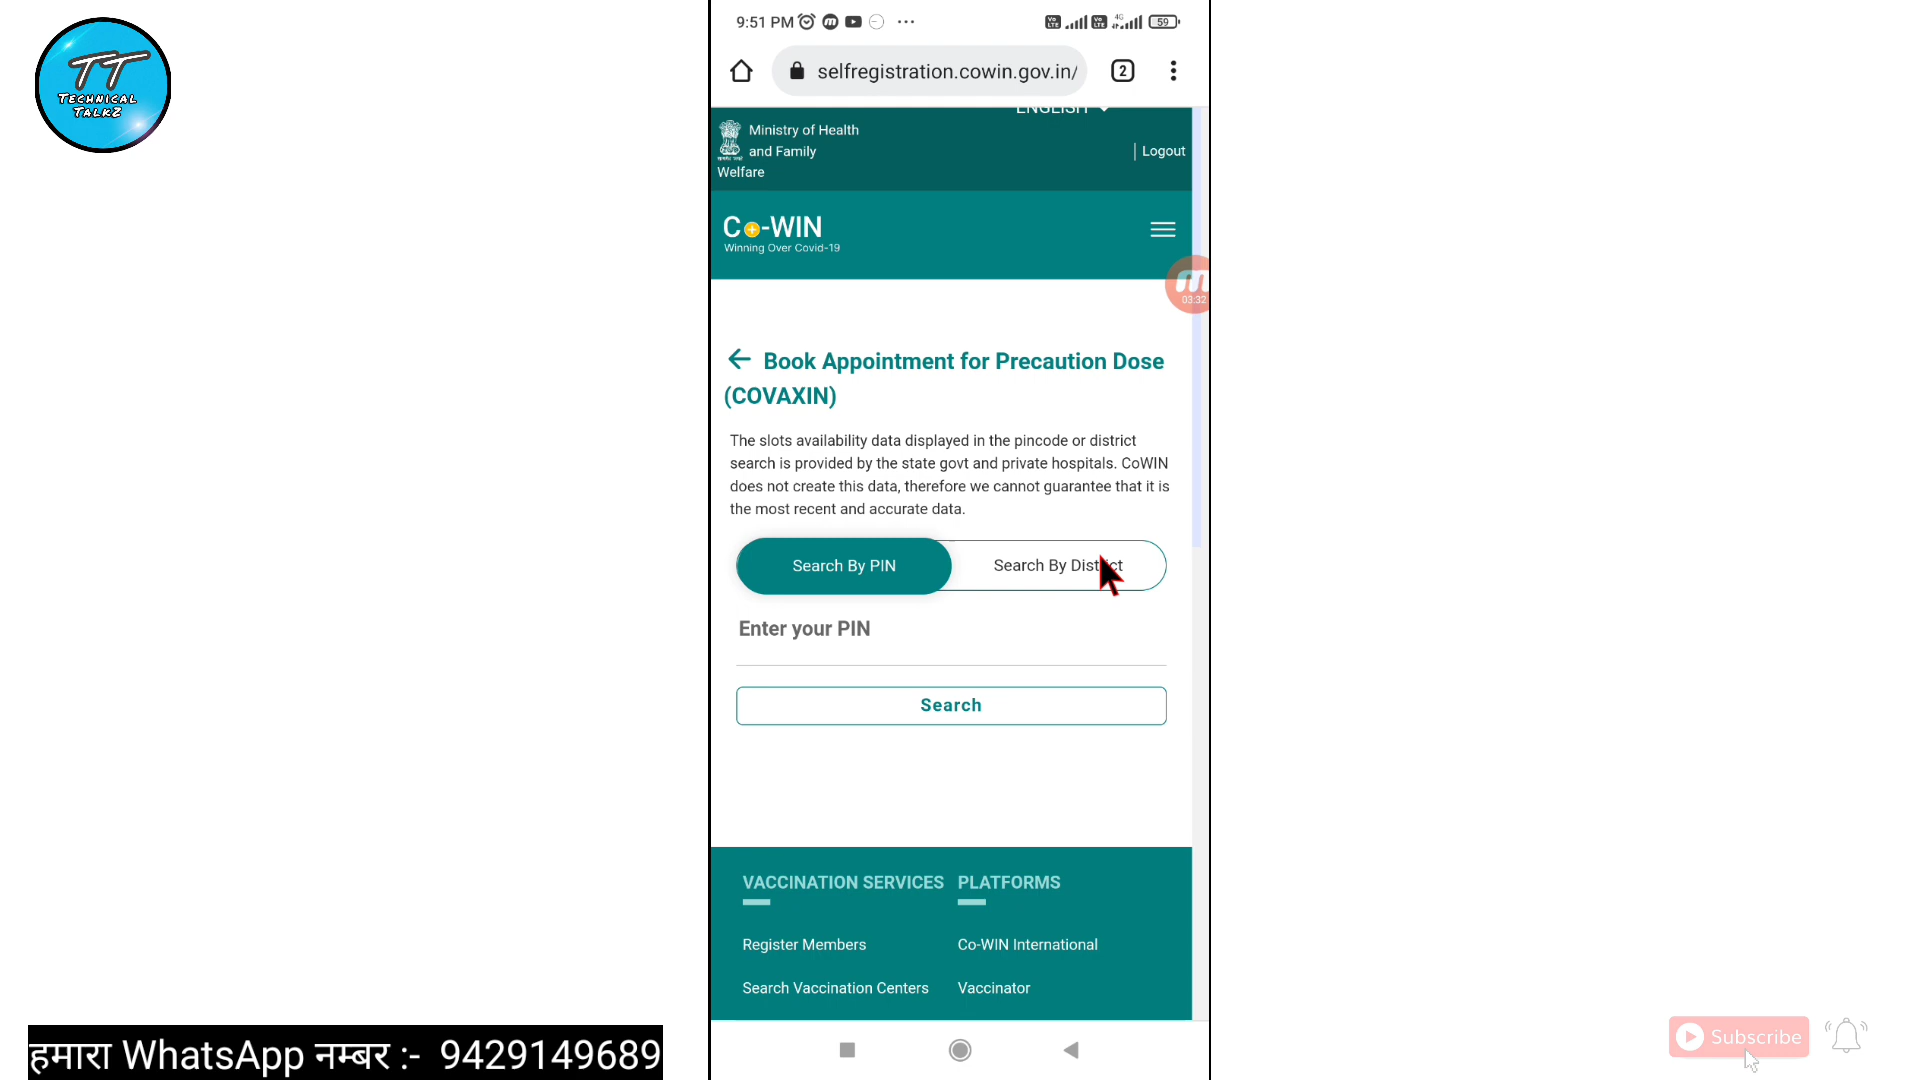 TT
TECHNICAL
TALKZ
9:51 PM
Vo LTE
Vo LTE
4G
59
selfregistration.cowin.gov.in/
2
ENGLISH
Ministry of Health
and Family
Welfare
Logout
Co-WIN
Winning Over Covid-19
03:32
Book Appointment for Precaution Dose
(COVAXIN)
The slots availability data displayed in the pincode or district
search is provided by the state govt and private hospitals. CoWIN
does not create this data, therefore we cannot guarantee that it is
the most recent and accurate data.
Search By PIN
Search By District
Enter your PIN
Search
VACCINATION SERVICES
PLATFORMS
Register Members
Co-WIN International
Search Vaccination Centers
Vaccinator
हमारा WhatsApp नम्बर :- 9429149689
Subscribe